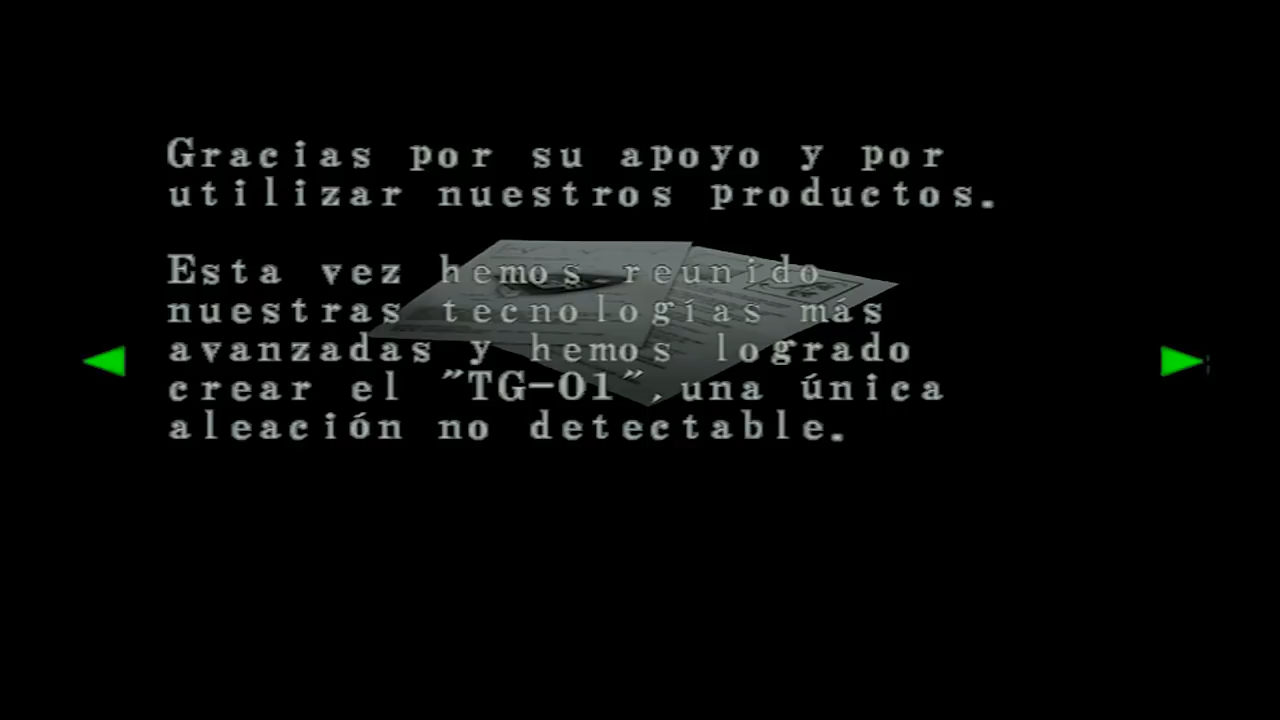 Gracias por su apoyo y por
utilizar nuestros productos.
Esta vez hemos reunido
nuestras tecnologías más
avanzadas y hemos logrado
crear el "TG-01",una única
aleación no detectable.